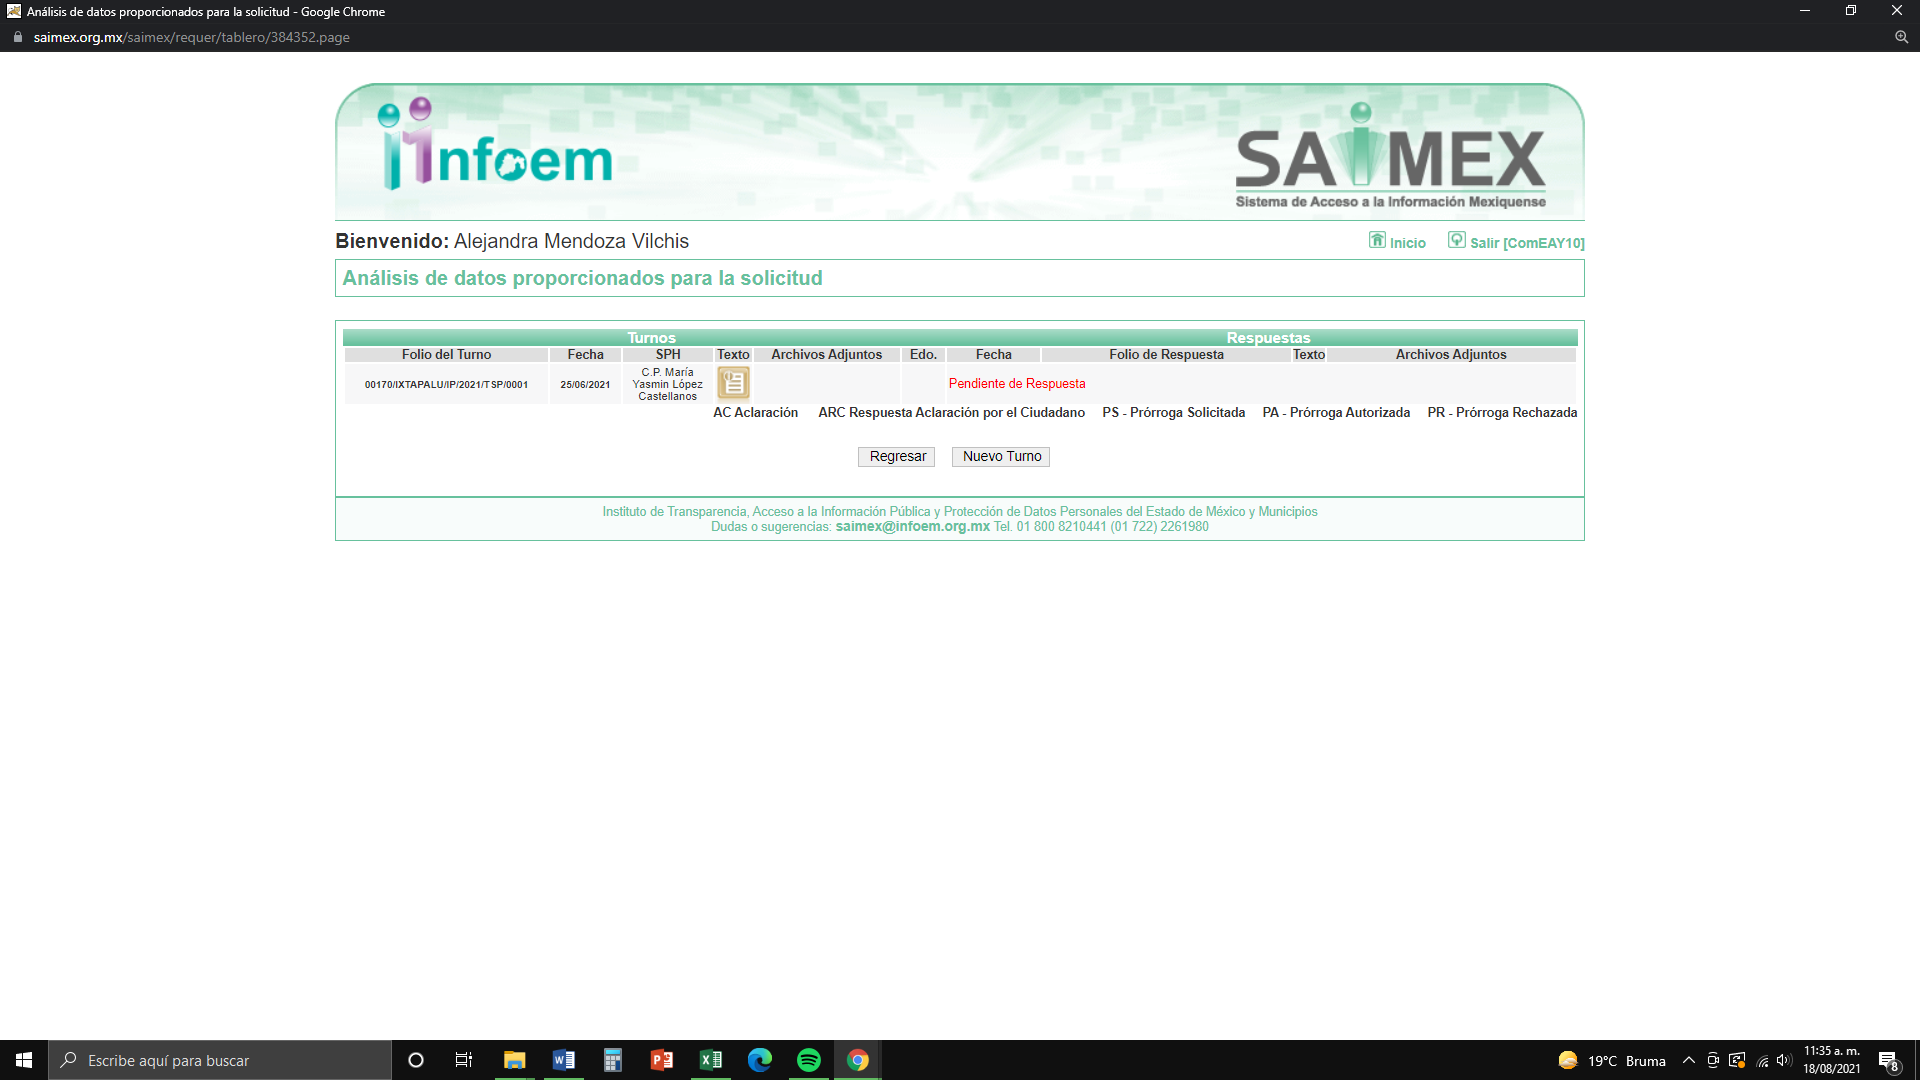 Análisis de datos proporcionados para la solicitud - Google Chrome
saimex.org.mx/saimex/requer/tablero/384352.page
infoem
SAIMEX
Sistema de Acceso a la Información Mexiquense
Bienvenido: Alejandra Mendoza Vilchis
Inicio Salir [ComEAY10]
Análisis de datos proporcionados para la solicitud
Turnos Respuestas
Folio del Turno Fecha SPH Texto Archivos Adjuntos Edo. Fecha Folio de Respuesta Texto Archivos Adjuntos
00170/IXTAPALU/IP/2021/TSP/0001 25/06/2021 C.P. María Yasmin López Castellanos Pendiente de Respuesta
AC Aclaración ARC Respuesta Aclaración por el Ciudadano PS - Prórroga Solicitada PA - Prórroga Autorizada PR - Prórroga Rechazada
Regresar Nuevo Turno
Instituto de Transparencia, Acceso a la Información Pública y Protección de Datos Personales del Estado de México y Municipios
Dudas o sugerencias: saimex@infoem.org.mx Tel. 01 800 8210441 (01 722) 2261980
Escribe aquí para buscar
19°C Bruma
11:35 a. m.
18/08/2021
8